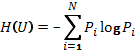 H(U) = −∑_{i=1}^{N} P_i log P_i